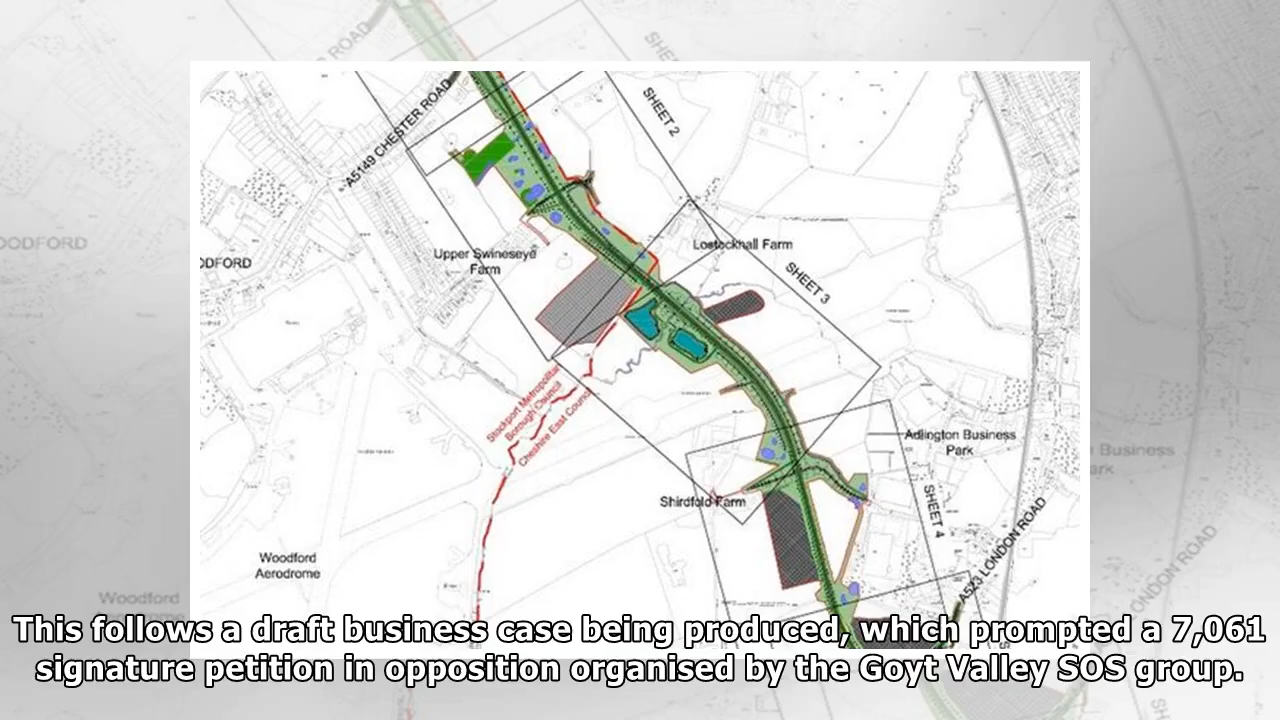 SHEET 2
A5149 CHESTER ROAD
Lostockhall Farm
OODFORD
ODFORD
Upper Swineseye
Farm
SHEET 3
Stockport Metropolitan
Borough Council
Cheshire East Council
Adlington Business
Park
Business
ark
Shirdfold Farm
SHEET 4
A523 LONDON ROAD
LONDON ROAD
Woodford
Aerodrome
Woodford
This follows a draft business case being produced, which prompted a 7,061
signature petition in opposition organised by the Goyt Valley SOS group.